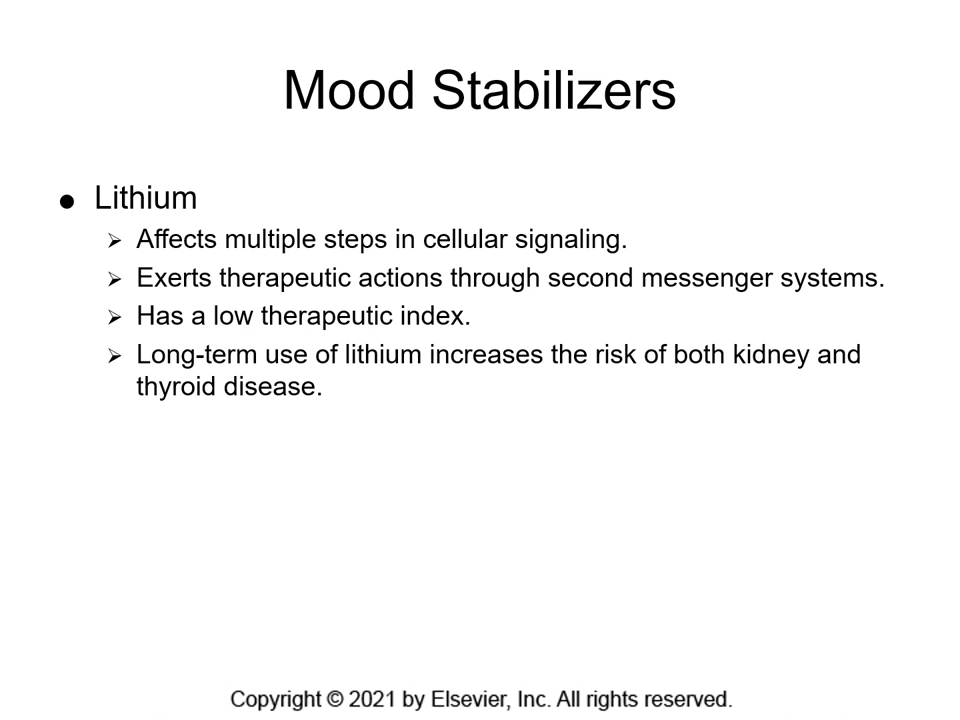 Mood Stabilizers
● Lithium
➢ Affects multiple steps in cellular signaling.
➢ Exerts therapeutic actions through second messenger systems.
➢ Has a low therapeutic index.
➢ Long-term use of lithium increases the risk of both kidney and
thyroid disease.
Copyright © 2021 by Elsevier, Inc. All rights reserved.